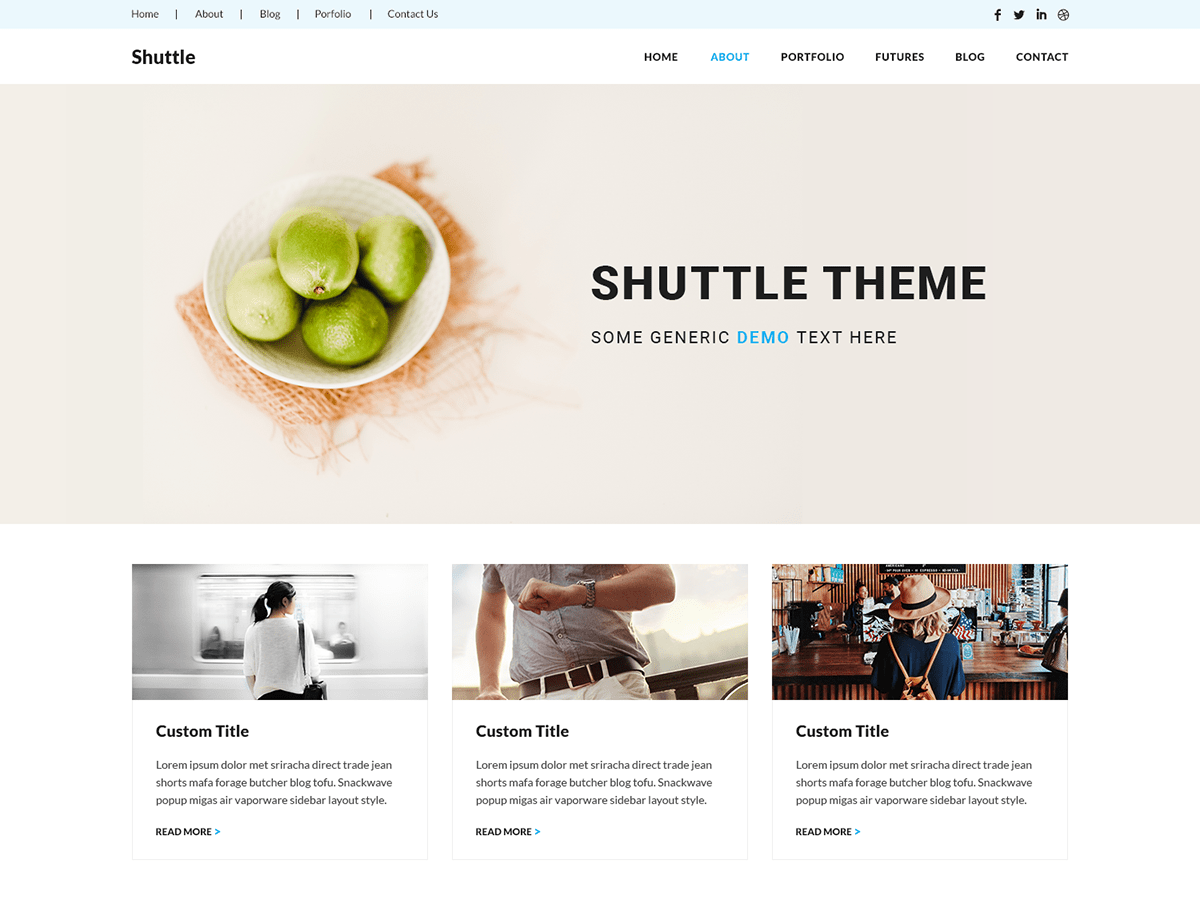 Home | About | Blog | Porfolio | Contact Us
Shuttle
HOME ABOUT PORTFOLIO FUTURES BLOG CONTACT
SHUTTLE THEME
SOME GENERIC DEMO TEXT HERE
Custom Title
Lorem ipsum dolor met sriracha direct trade jean
shorts mafa forage butcher blog tofu. Snackwave
popup migas air vaporware sidebar layout style.
READ MORE >
Custom Title
Lorem ipsum dolor met sriracha direct trade jean
shorts mafa forage butcher blog tofu. Snackwave
popup migas air vaporware sidebar layout style.
READ MORE >
Custom Title
Lorem ipsum dolor met sriracha direct trade jean
shorts mafa forage butcher blog tofu. Snackwave
popup migas air vaporware sidebar layout style.
READ MORE >